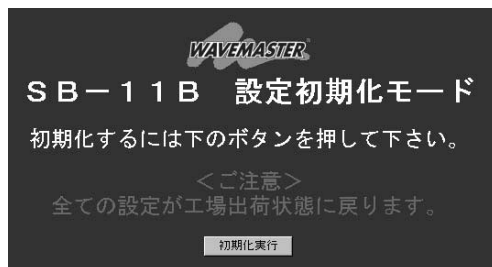 WAVEMASTER
SB－11B　設定初期化モード
初期化するには下のボタンを押して下さい。
＜ご注意＞
全ての設定が工場出荷状態に戻ります。
初期化実行